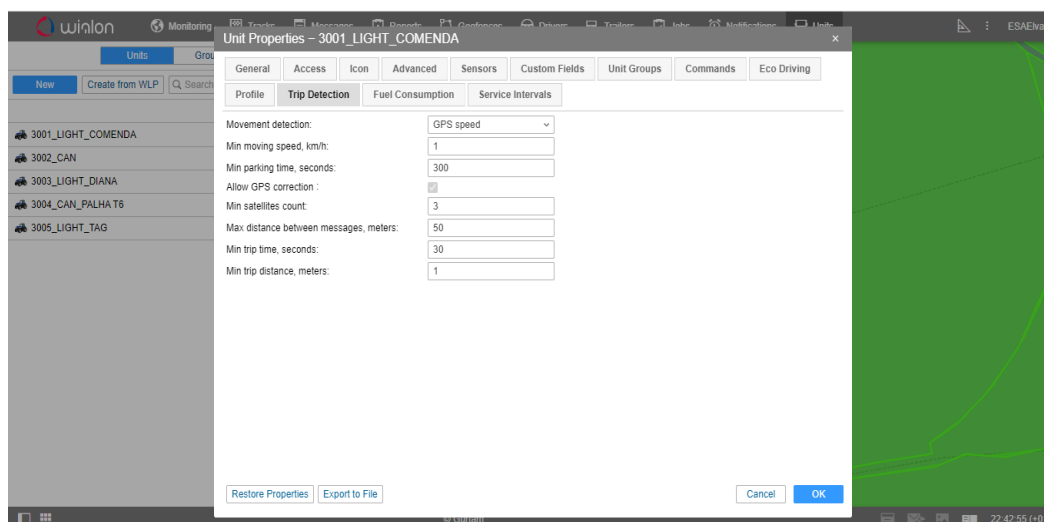 wialon Monitoring Tracks Messages Reports Geofences Drivers Trailers Jobs Notifications Units ESAElva
Unit Properties – 3001_LIGHT_COMENDA ×
Units Grou
General Access Icon Advanced Sensors Custom Fields Unit Groups Commands Eco Driving
New Create from WLP Search
Profile Trip Detection Fuel Consumption Service Intervals
Movement detection: GPS speed
3001_LIGHT_COMENDA
Min moving speed, km/h: 1
3002_CAN
Min parking time, seconds: 300
3003_LIGHT_DIANA
Allow GPS correction :
3004_CAN_PALHA T6
Min satellites count: 3
3005_LIGHT_TAG
Max distance between messages, meters: 50
Min trip time, seconds: 30
Min trip distance, meters: 1
Restore Properties Export to File Cancel OK
© Gurtam 22:42:55 (+0